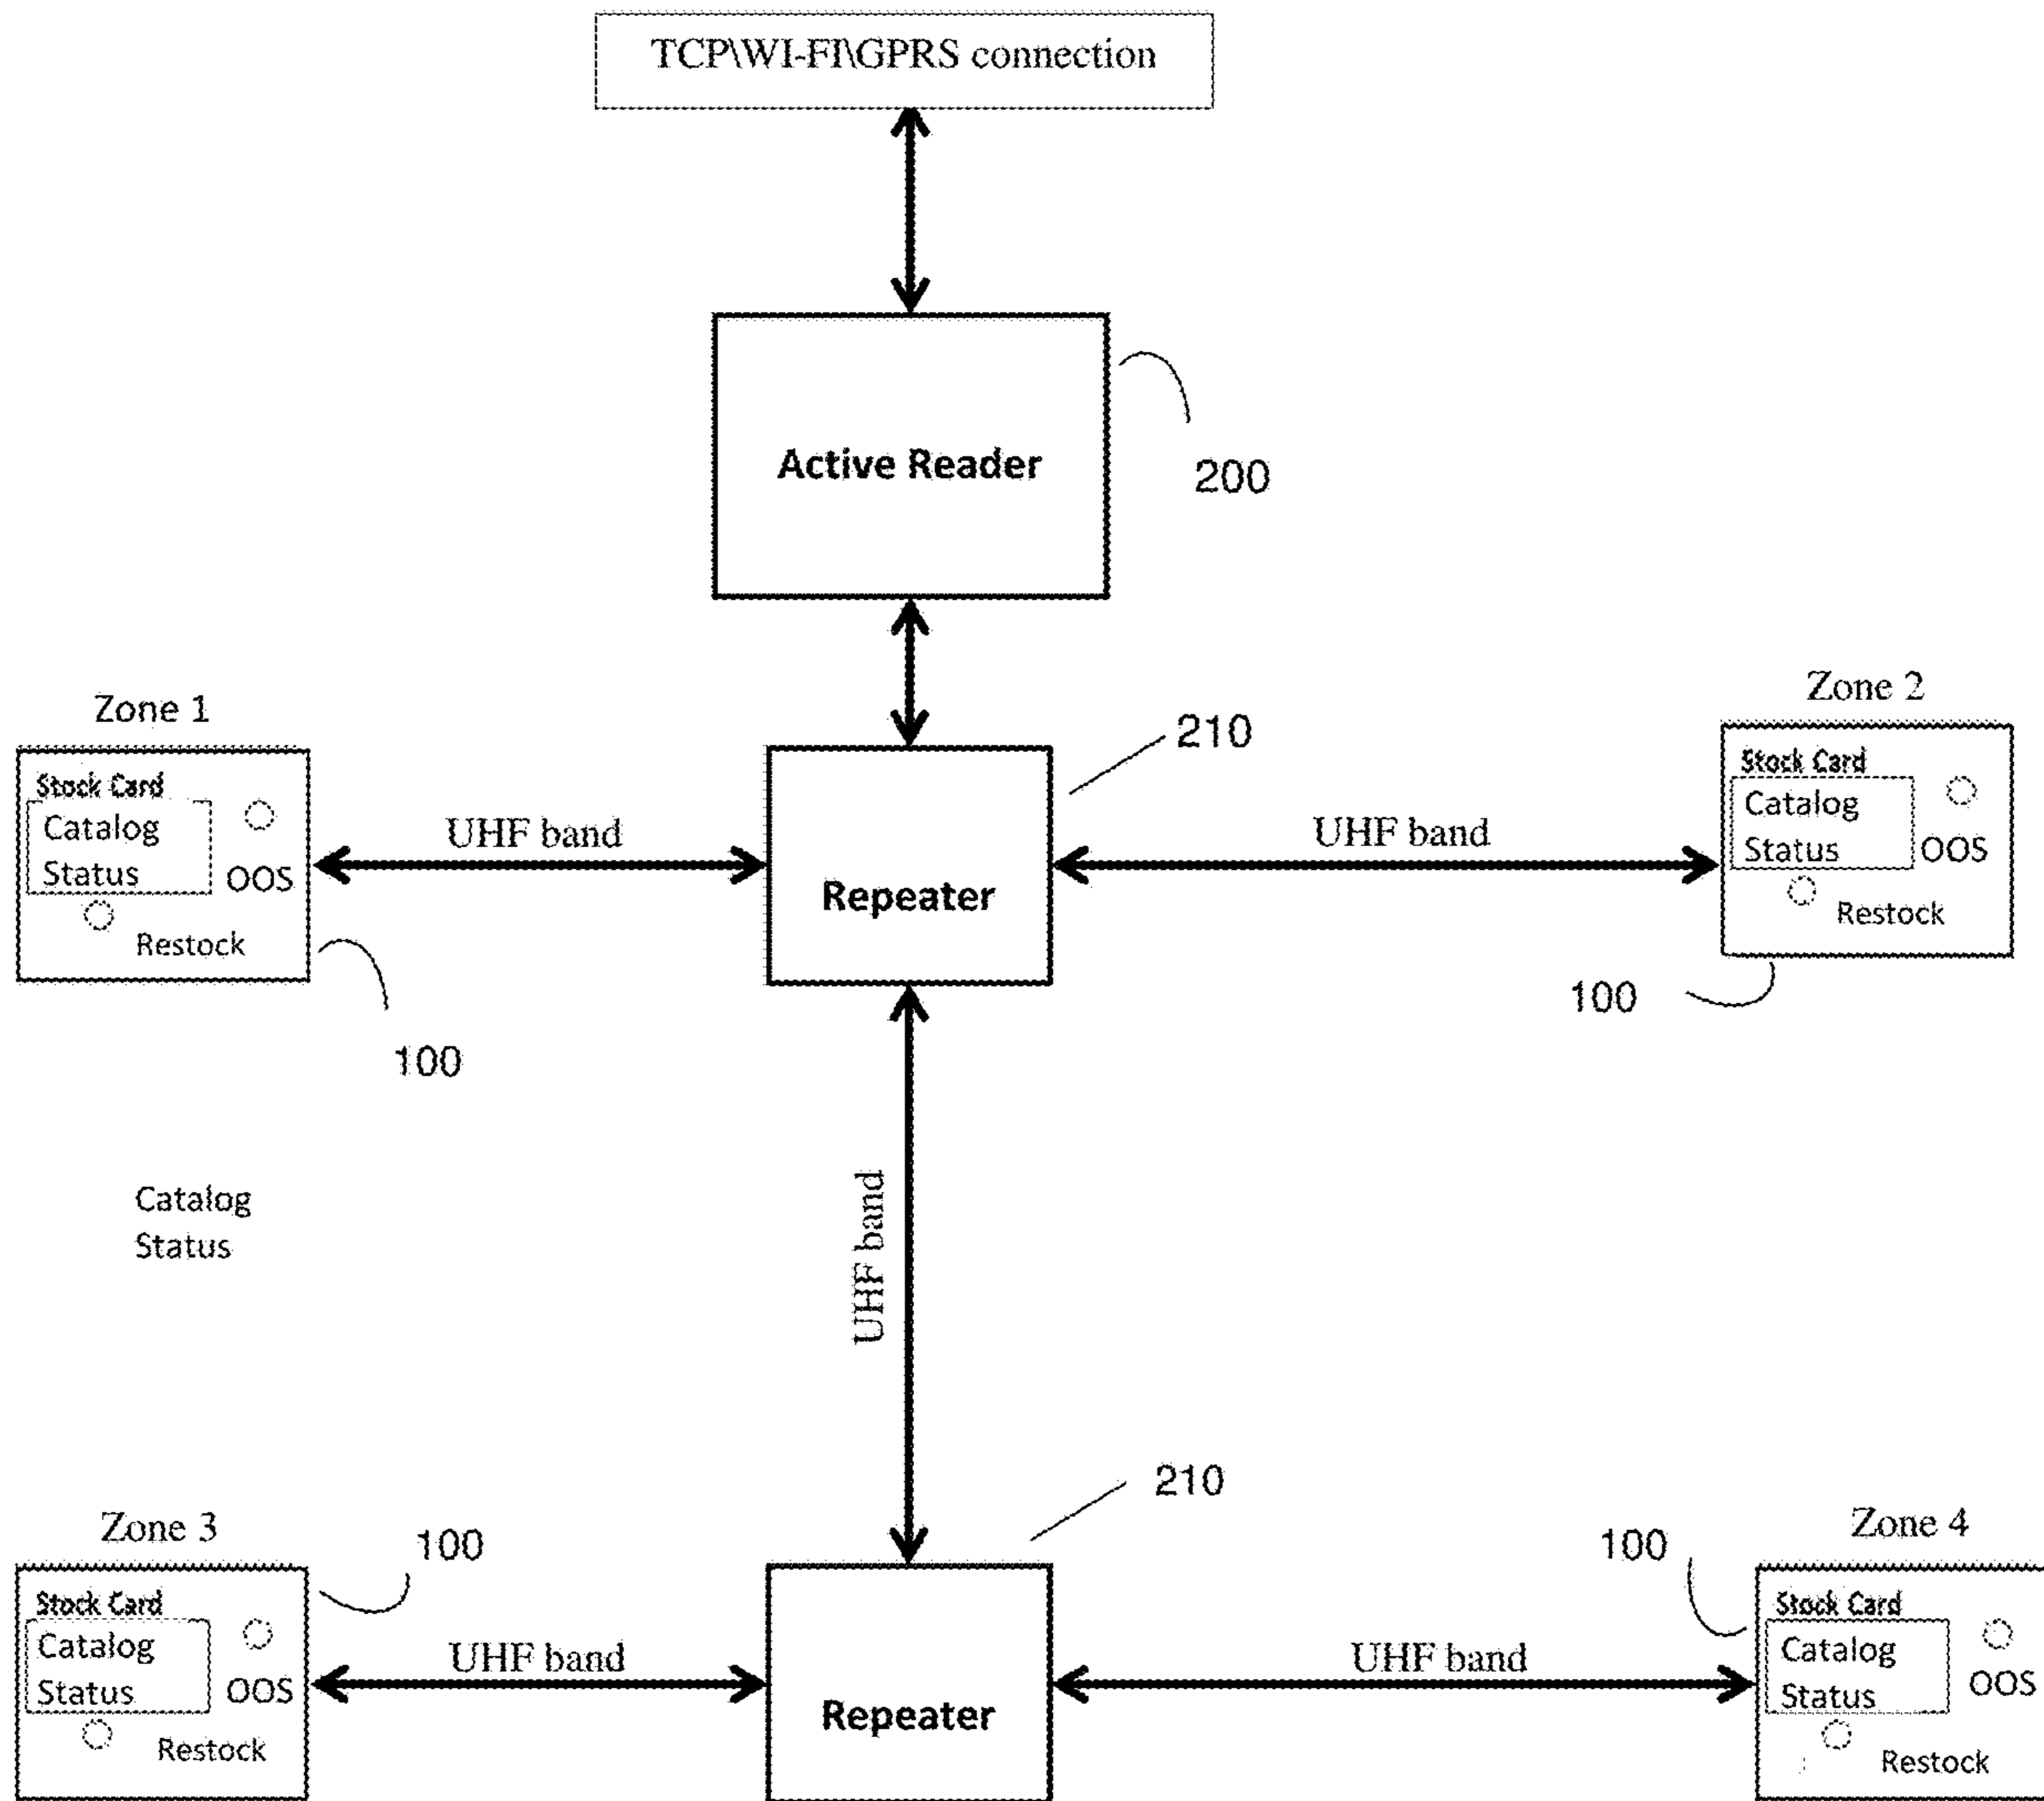 TCP\WI-FI\GPRS connection
Active Reader
200
Zone 1
Stock Card
Catalog
Status
OOS
Restock
100
UHF band
Repeater
210
UHF band
Zone 2
Stock Card
Catalog
Status
OOS
Restock
100
Catalog
Status
UHF band
Zone 3
100
Stock Card
Catalog
Status
OOS
Restock
UHF band
Repeater
210
UHF band
Zone 4
100
Stock Card
Catalog
Status
OOS
Restock